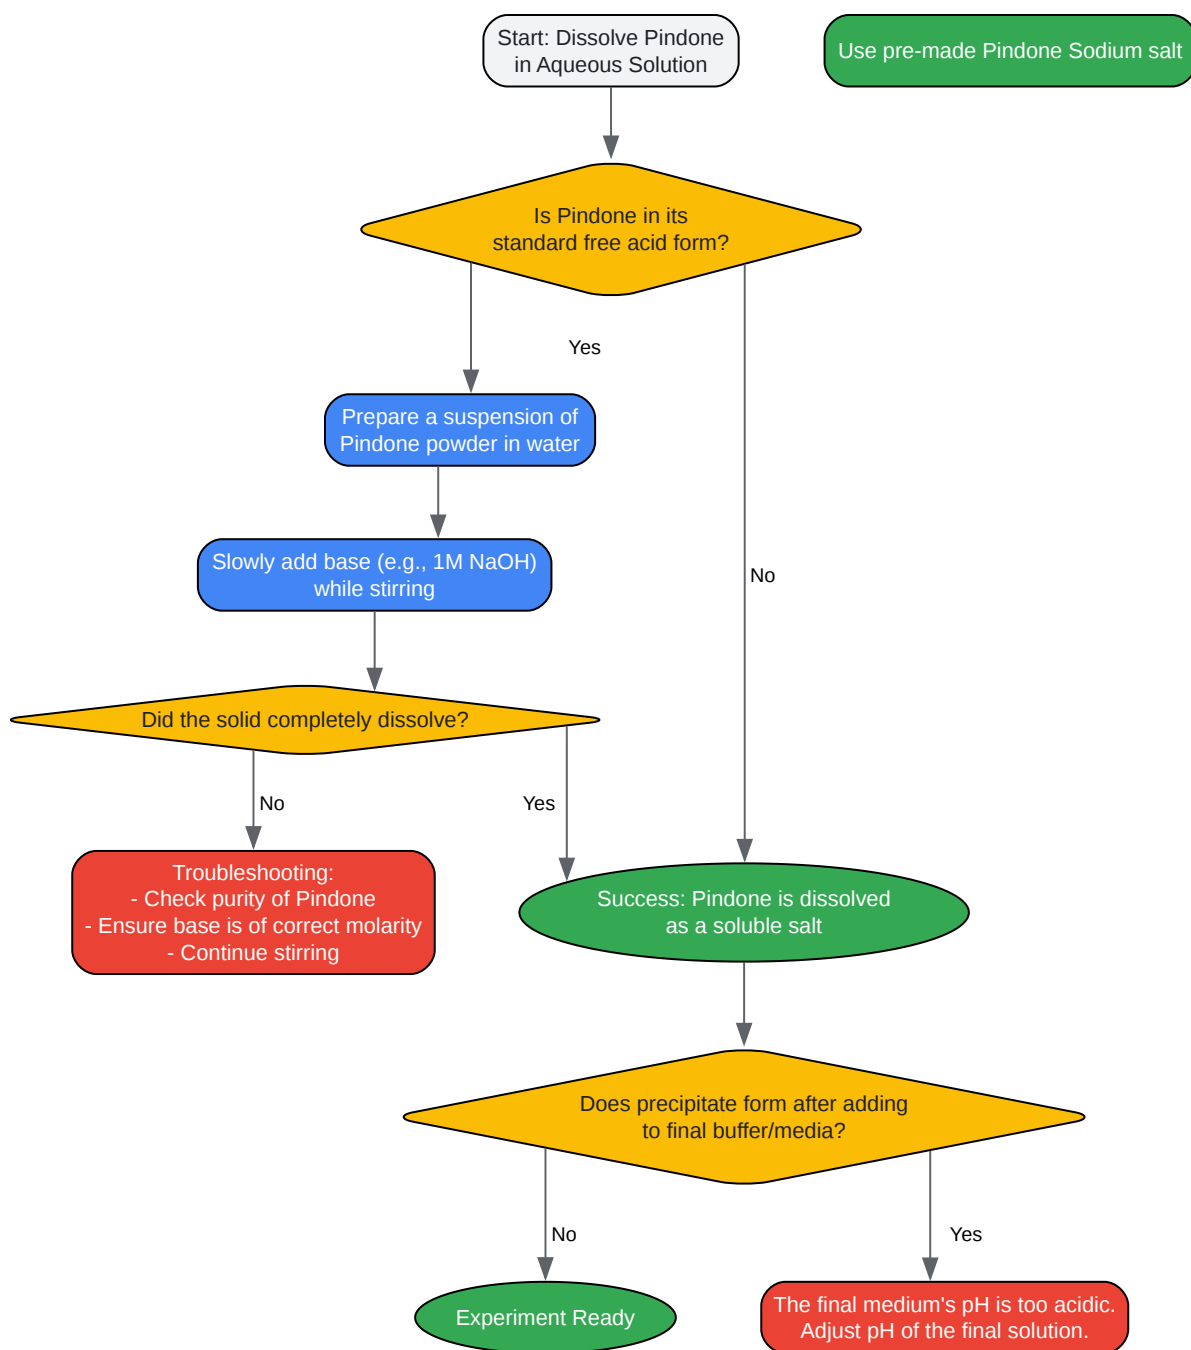 Start: Dissolve Pindone
in Aqueous Solution
Use pre-made Pindone Sodium salt
Is Pindone in its
standard free acid form?
Yes
Prepare a suspension of
Pindone powder in water
Slowly add base (e.g., 1M NaOH)
while stirring
No
Did the solid completely dissolve?
No
Yes
Troubleshooting:
- Check purity of Pindone
- Ensure base is of correct molarity
- Continue stirring
Success: Pindone is dissolved
as a soluble salt
Does precipitate form after adding
to final buffer/media?
No
Yes
Experiment Ready
The final medium's pH is too acidic.
Adjust pH of the final solution.